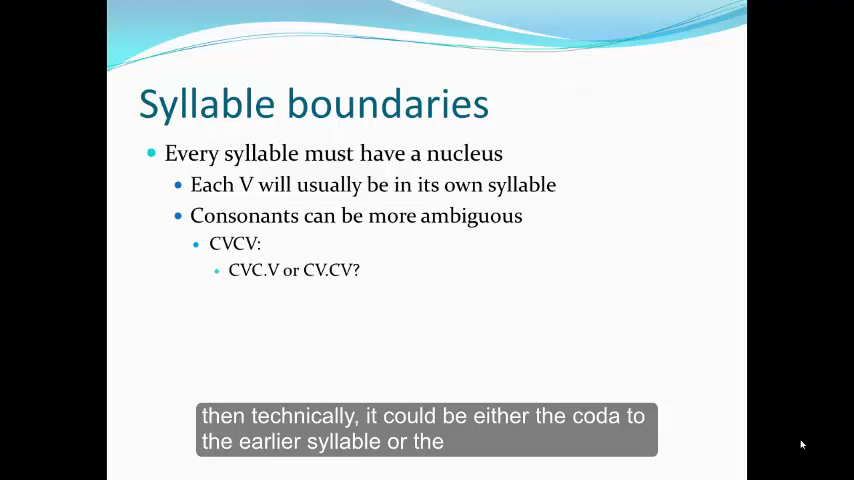 Syllable boundaries
Every syllable must have a nucleus
Each V will usually be in its own syllable
Consonants can be more ambiguous
CVCV:
CVC.V or CV.CV?
then technically, it could be either the coda to
the earlier syllable or the